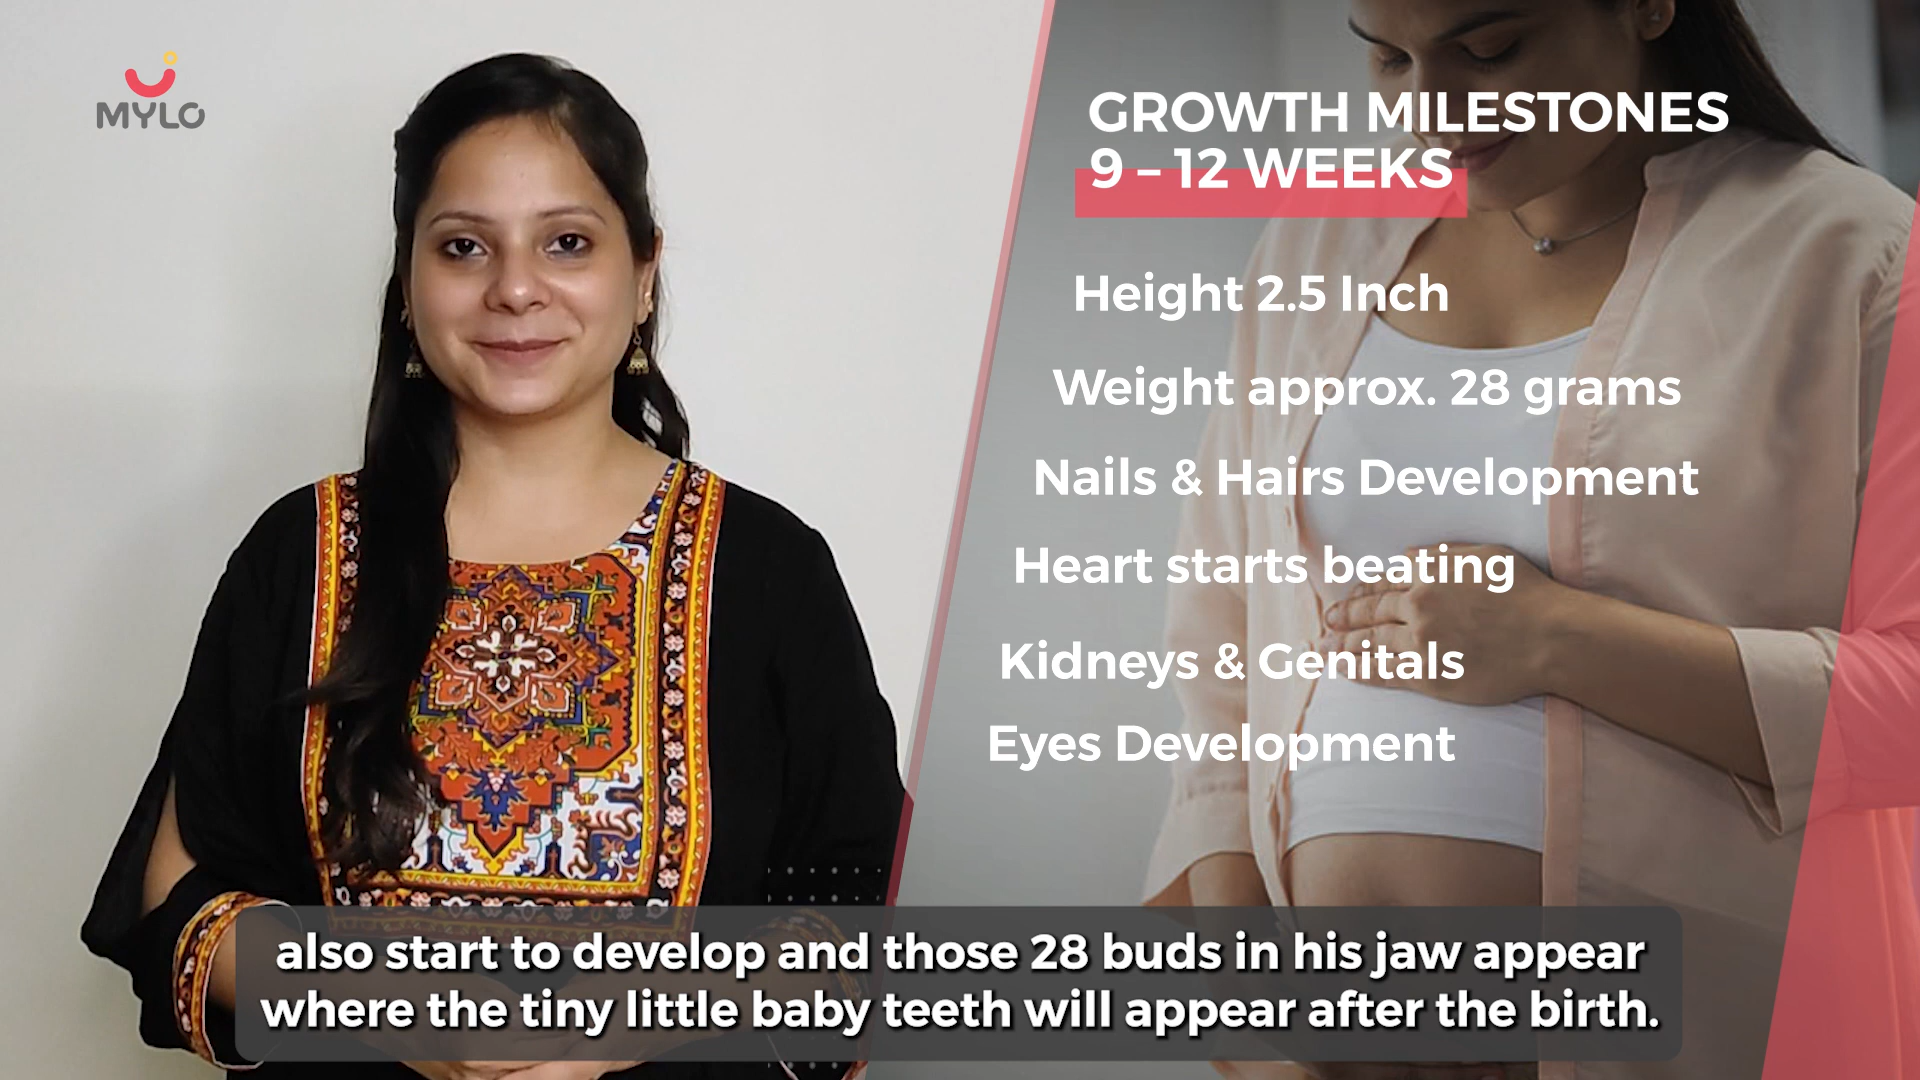 MYLO
GROWTH MILESTONES
9 – 12 WEEKS
Height 2.5 Inch
Weight approx. 28 grams
Nails & Hairs Development
Heart starts beating
Kidneys & Genitals
Eyes Development
also start to develop and those 28 buds in his jaw appear
where the tiny little baby teeth will appear after the birth.